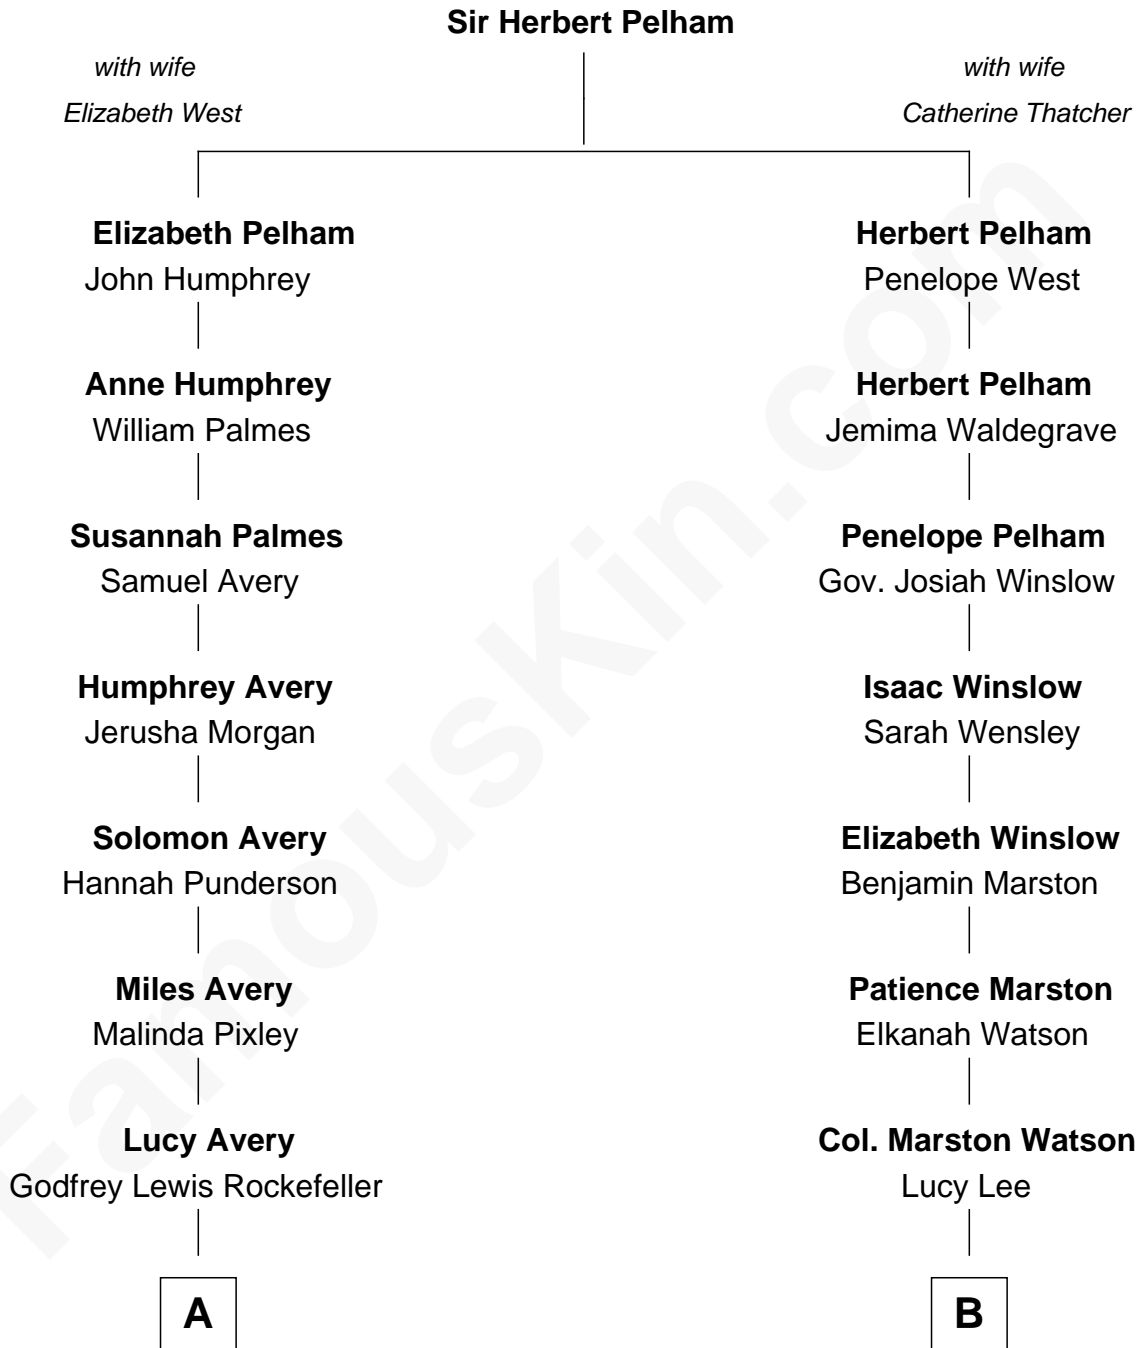 Sir Herbert Pelham
with wife
Elizabeth West
with wife
Catherine Thatcher
Elizabeth Pelham
John Humphrey
Herbert Pelham
Penelope West
Anne Humphrey
William Palmes
Herbert Pelham
Jemima Waldegrave
Susannah Palmes
Samuel Avery
Penelope Pelham
Gov. Josiah Winslow
Humphrey Avery
Jerusha Morgan
Isaac Winslow
Sarah Wensley
Solomon Avery
Hannah Punderson
Elizabeth Winslow
Benjamin Marston
Miles Avery
Malinda Pixley
Patience Marston
Elkanah Watson
Lucy Avery
Godfrey Lewis Rockefeller
Col. Marston Watson
Lucy Lee
A
B
FamousKin.com